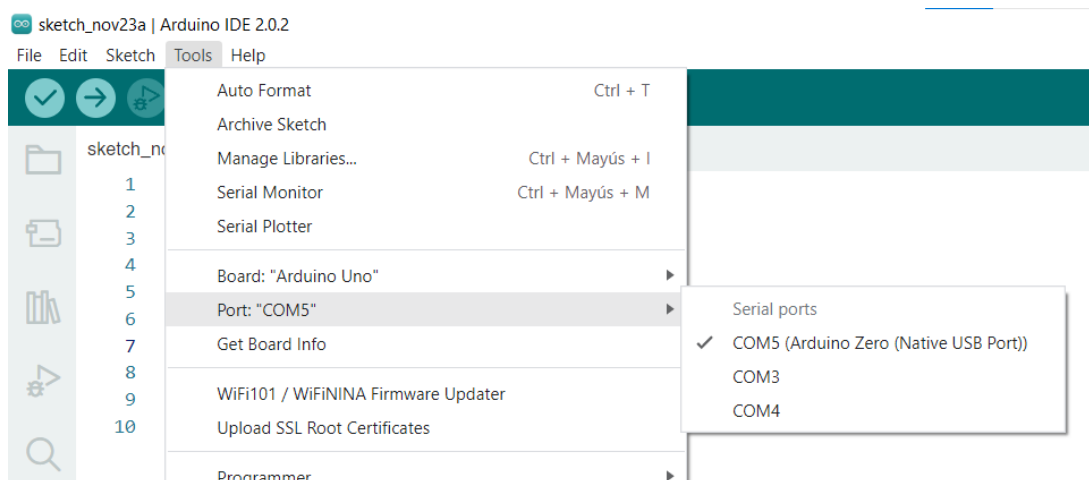 sketch_nov23a | Arduino IDE 2.0.2
File Edit Sketch Tools Help
Auto Format Ctrl + T
Archive Sketch
sketch_no
Manage Libraries... Ctrl + Mayús + I
1
Serial Monitor Ctrl + Mayús + M
2
Serial Plotter
3
4
Board: "Arduino Uno"
5
Port: "COM5"
Serial ports
6
Get Board Info
COM5 (Arduino Zero (Native USB Port))
7
8
COM3
WiFi101 / WiFiNINA Firmware Updater
9
COM4
Upload SSL Root Certificates
10
Programmer